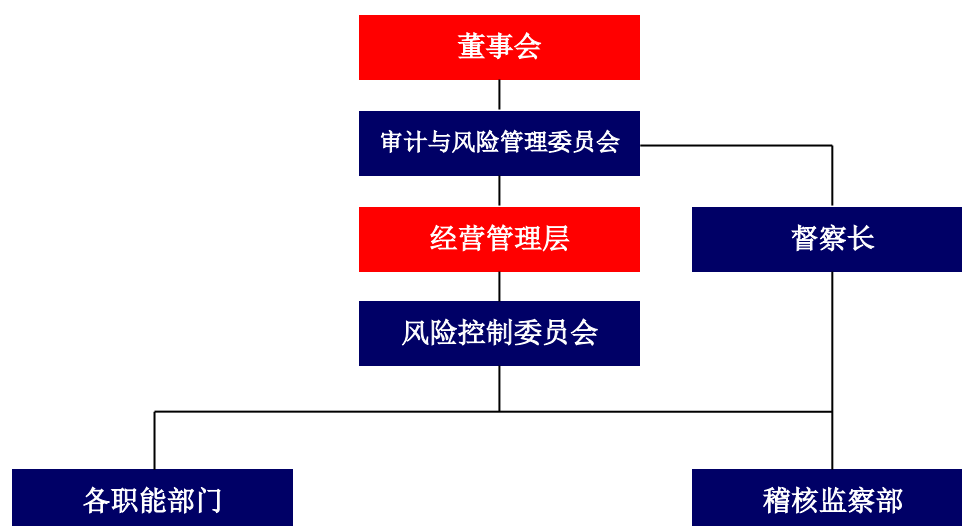 董事会
审计与风险管理委员会
经营管理层
督察长
风险控制委员会
各职能部门
稽核监察部